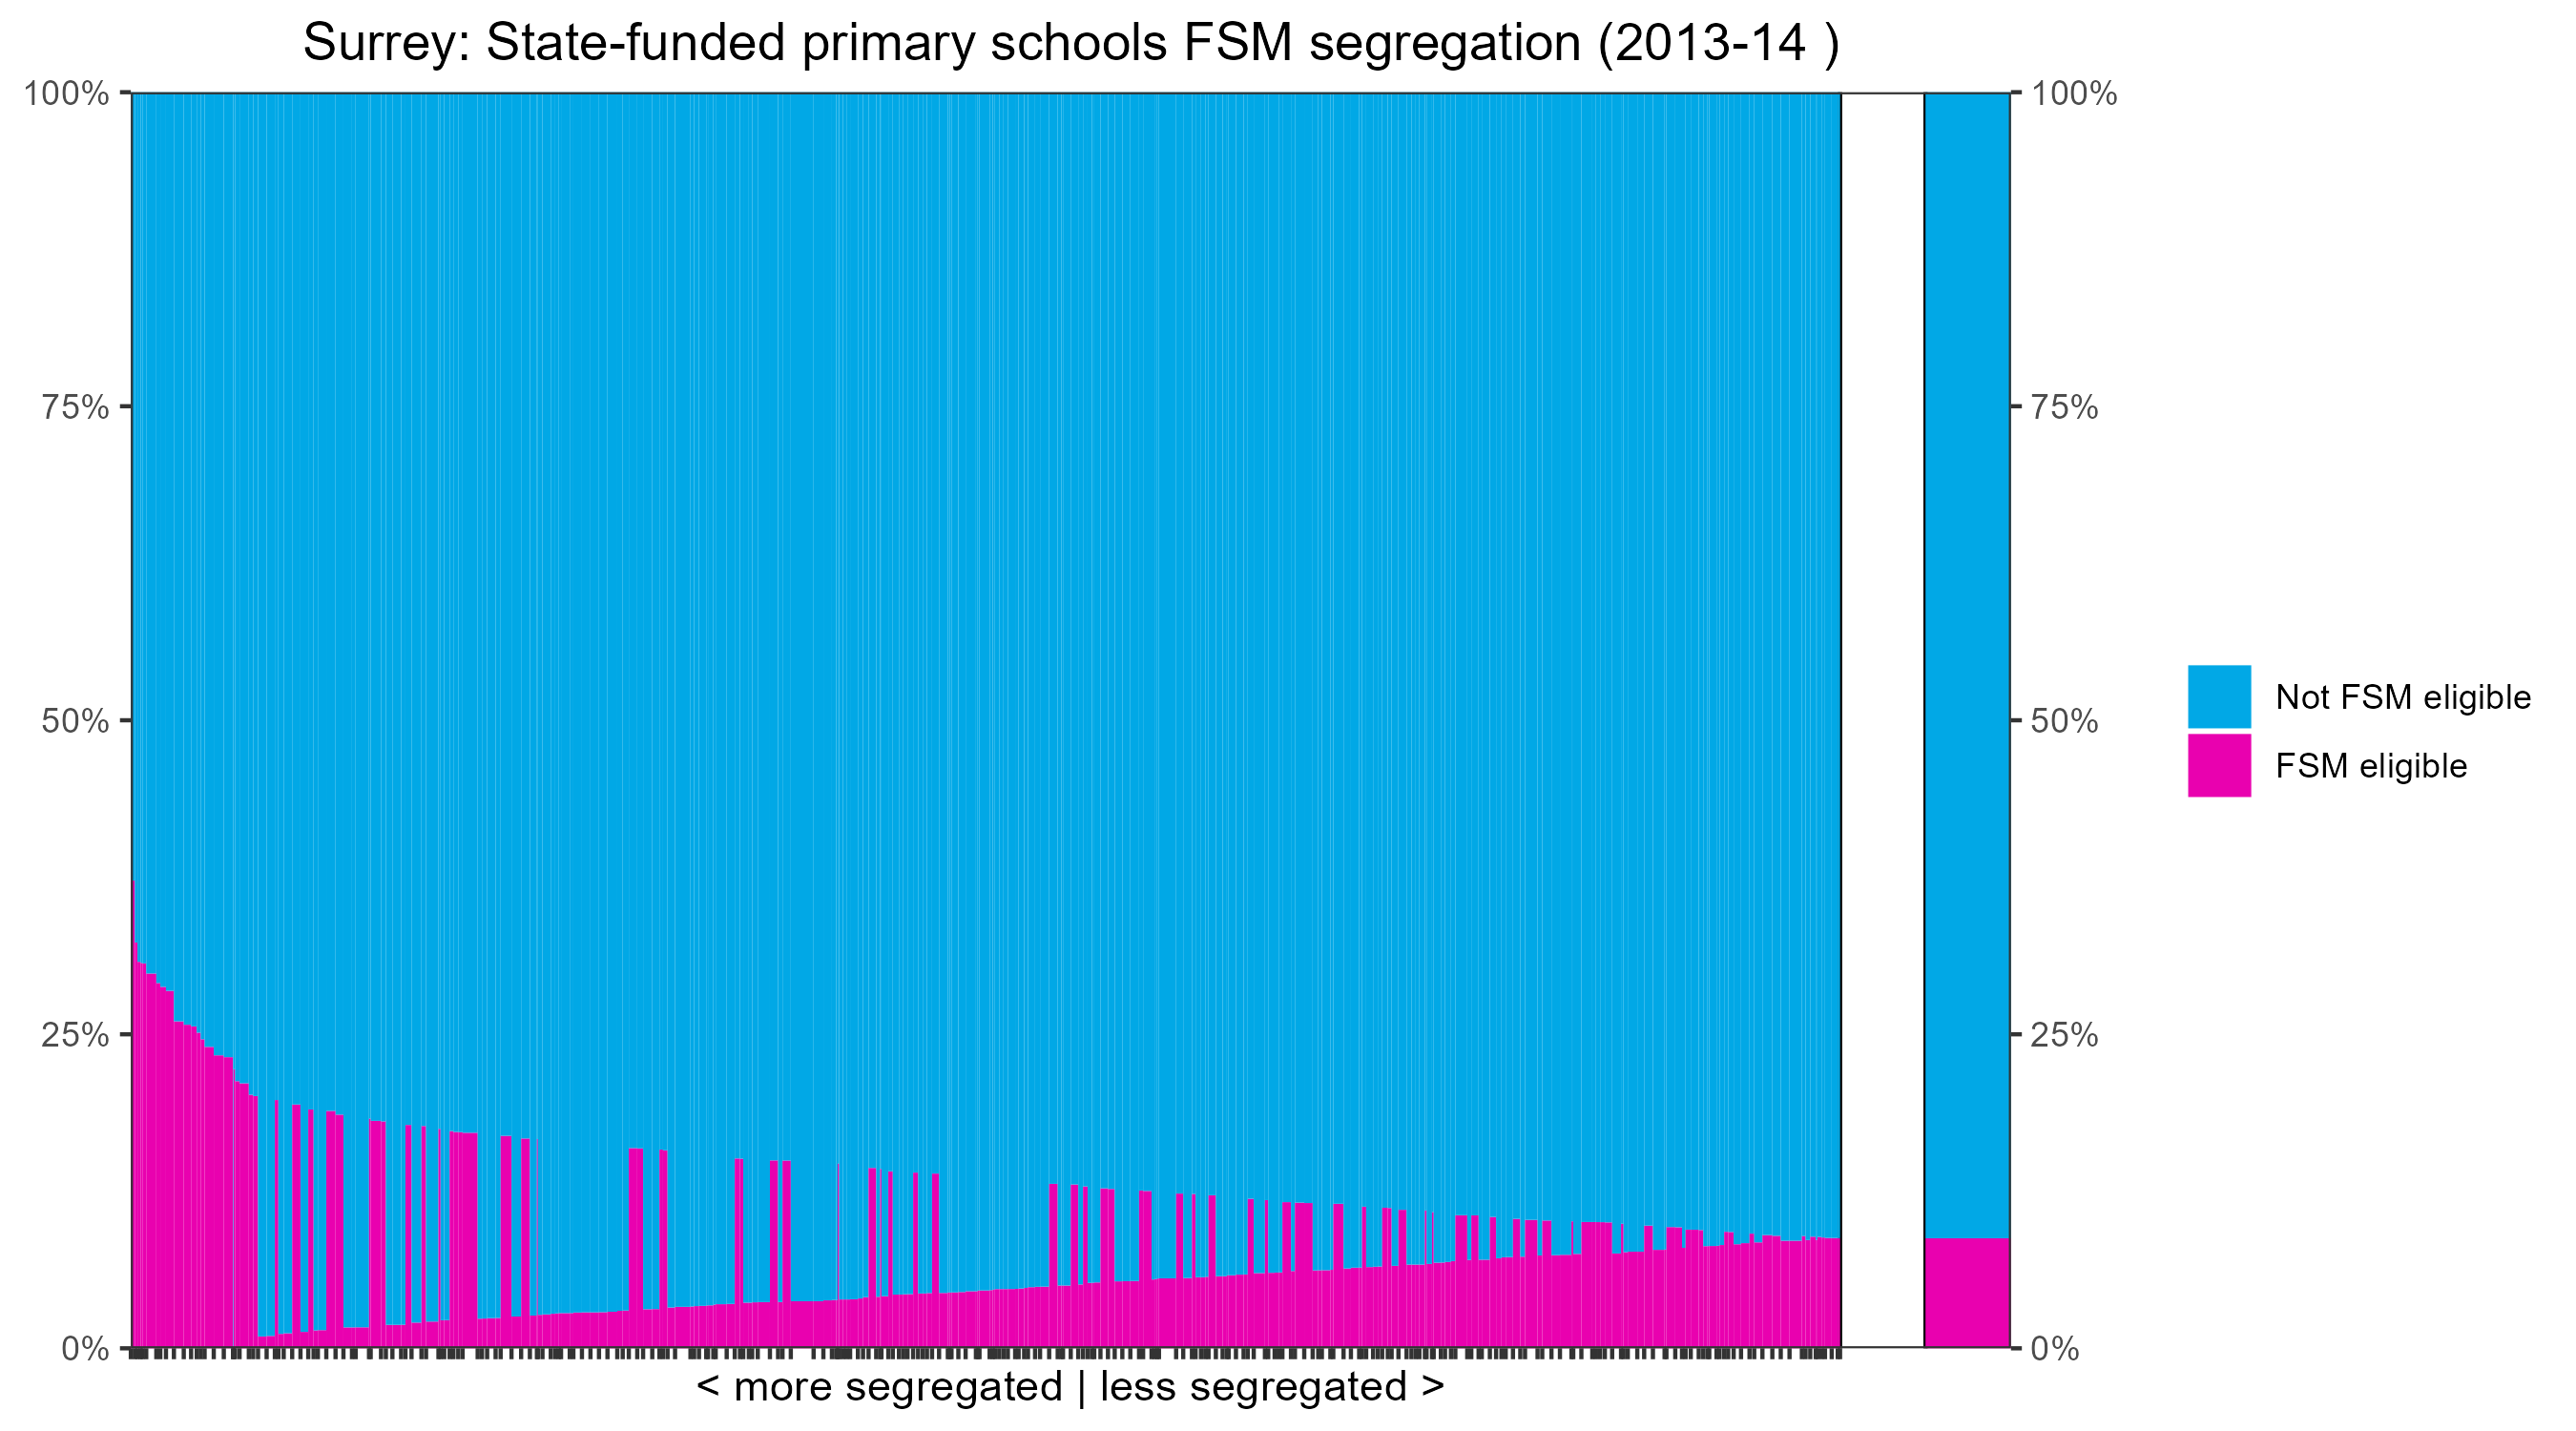 Surrey: State-funded primary schools FSM segregation (2013-14 )
100%
75%
50%
25%
0%
100%
75%
50%
25%
0%
Not FSM eligible
FSM eligible
< more segregated | less segregated >